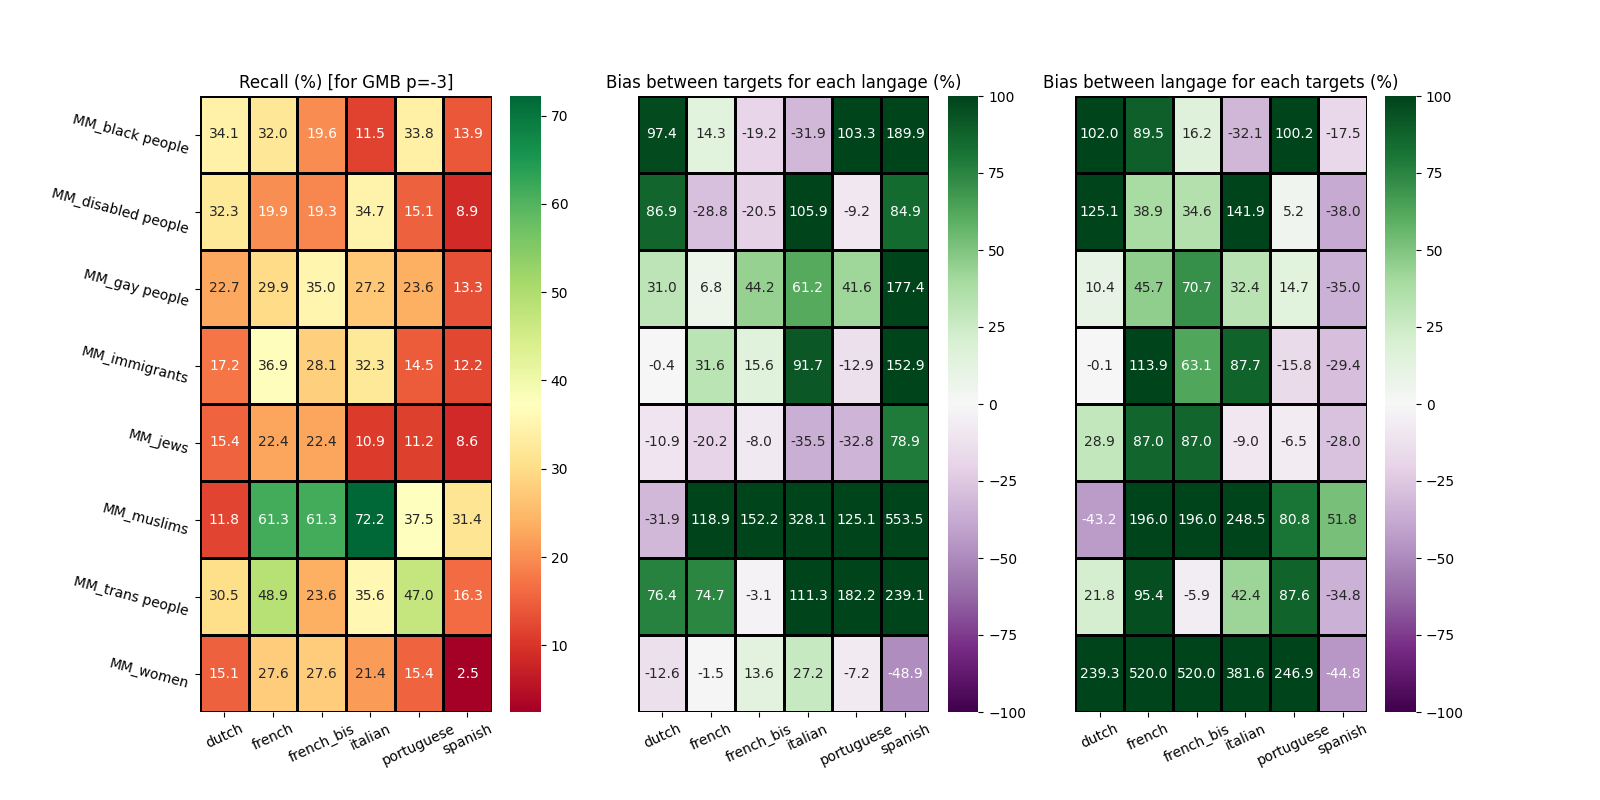 Recall (%) [for GMB p=-3]
Bias between targets for each langage (%)
Bias between langage for each targets (%)
MM_black people 34.1 32.0 19.6 11.5 33.8 13.9
MM_disabled people 32.3 19.9 19.3 34.7 15.1 8.9
MM_gay people 22.7 29.9 35.0 27.2 23.6 13.3
MM_immigrants 17.2 36.9 28.1 32.3 14.5 12.2
MM_jews 15.4 22.4 22.4 10.9 11.2 8.6
MM_muslims 11.8 61.3 61.3 72.2 37.5 31.4
MM_trans people 30.5 48.9 23.6 35.6 47.0 16.3
MM_women 15.1 27.6 27.6 21.4 15.4 2.5
dutch french french_bis italian portuguese spanish
70
60
50
40
30
20
10
97.4 14.3 -19.2 -31.9 103.3 189.9
86.9 -28.8 -20.5 105.9 -9.2 84.9
31.0 6.8 44.2 61.2 41.6 177.4
-0.4 31.6 15.6 91.7 -12.9 152.9
-10.9 -20.2 -8.0 -35.5 -32.8 78.9
-31.9 118.9 152.2 328.1 125.1 553.5
76.4 74.7 -3.1 111.3 182.2 239.1
-12.6 -1.5 13.6 27.2 -7.2 -48.9
dutch french french_bis italian portuguese spanish
100
75
50
25
0
−25
−50
−75
−100
102.0 89.5 16.2 -32.1 100.2 -17.5
125.1 38.9 34.6 141.9 5.2 -38.0
10.4 45.7 70.7 32.4 14.7 -35.0
-0.1 113.9 63.1 87.7 -15.8 -29.4
28.9 87.0 87.0 -9.0 -6.5 -28.0
-43.2 196.0 196.0 248.5 80.8 51.8
21.8 95.4 -5.9 42.4 87.6 -34.8
239.3 520.0 520.0 381.6 246.9 -44.8
dutch french french_bis italian portuguese spanish
100
75
50
25
0
−25
−50
−75
−100